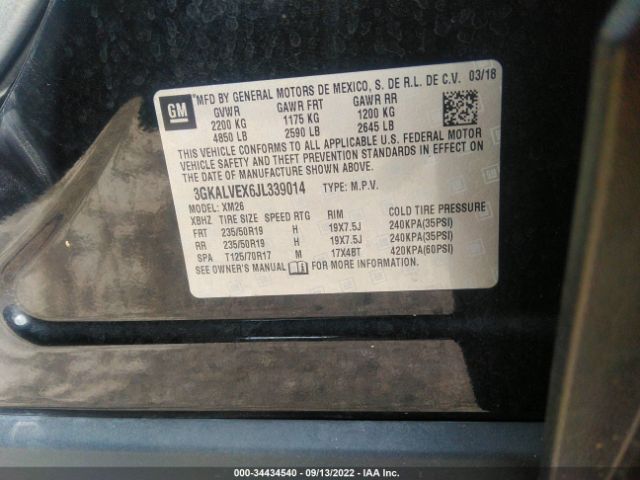 GM
MFD BY GENERAL MOTORS DE MEXICO, S. DE R.L. DE C.V. 03/18
GVWR GAWR FRT GAWR RR
2200 KG 1175 KG 1200 KG
4850 LB 2590 LB 2645 LB
THIS VEHICLE CONFORMS TO ALL APPLICABLE U.S. FEDERAL MOTOR
VEHICLE SAFETY AND THEFT PREVENTION STANDARDS IN EFFECT ON
THE DATE OF MANUFACTURE SHOWN ABOVE.
3GKALVEX6JL339014 TYPE: M.P.V.
MODEL: XM26
XBHZ TIRE SIZE SPEED RTG RIM COLD TIRE PRESSURE
FRT 235/50R19 H 19X7.5J 240KPA(35PSI)
RR 235/50R19 H 19X7.5J 240KPA(35PSI)
SPA T125/70R17 M 17X4BT 420KPA(60PSI)
SEE OWNER'S MANUAL FOR MORE INFORMATION.
000-34434540 - 09/13/2022 - IAA Inc.